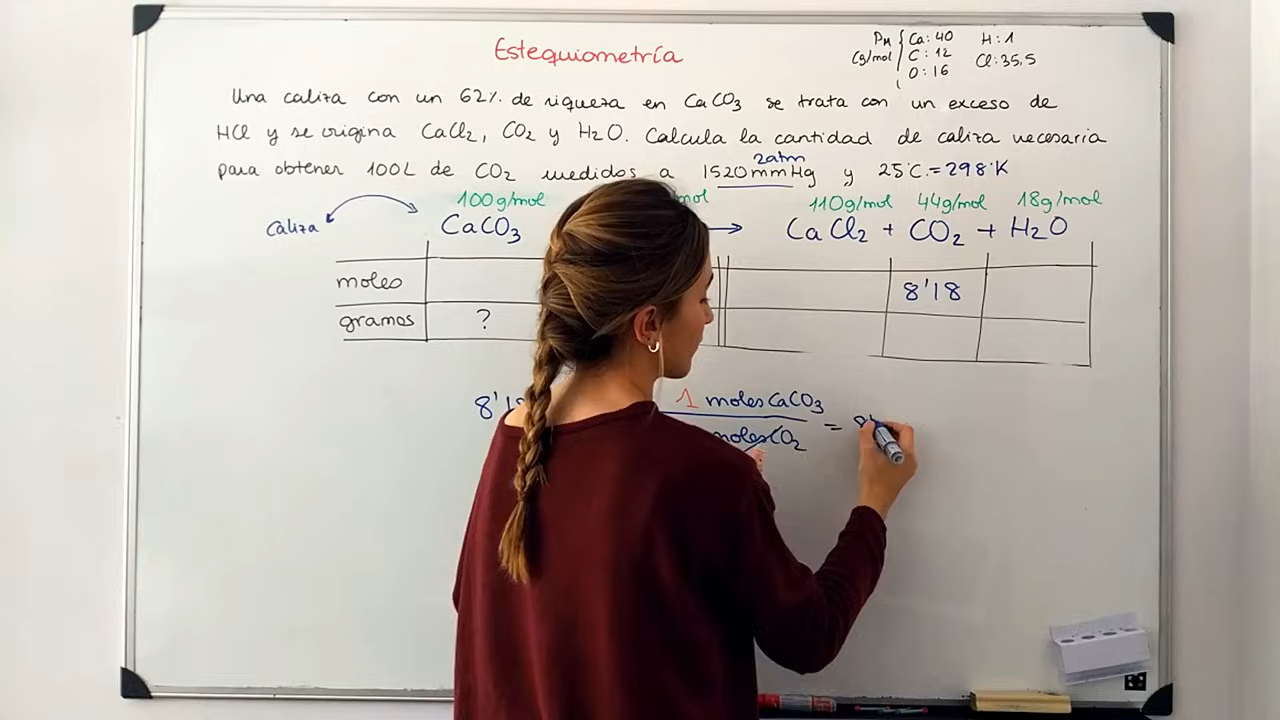 Estequiometría
PM (g/mol) { Ca: 40 H: 1
C: 12 Cl: 35,5
O: 16
Una caliza con un 62% de riqueza en CaCO3 se trata con un exceso de
HCl y se origina CaCl2, CO2 y H2O. Calcula la cantidad de caliza necesaria
2atm
para obtener 100L de CO2 medidos a 1520mmHg y 25°C.=298°K
100g/mol mol 110g/mol 44g/mol 18g/mol
Caliza CaCO3 → CaCl2 + CO2 + H2O
moles 8'18
gramos ?
1 moles CaCO3
moles CO2 =